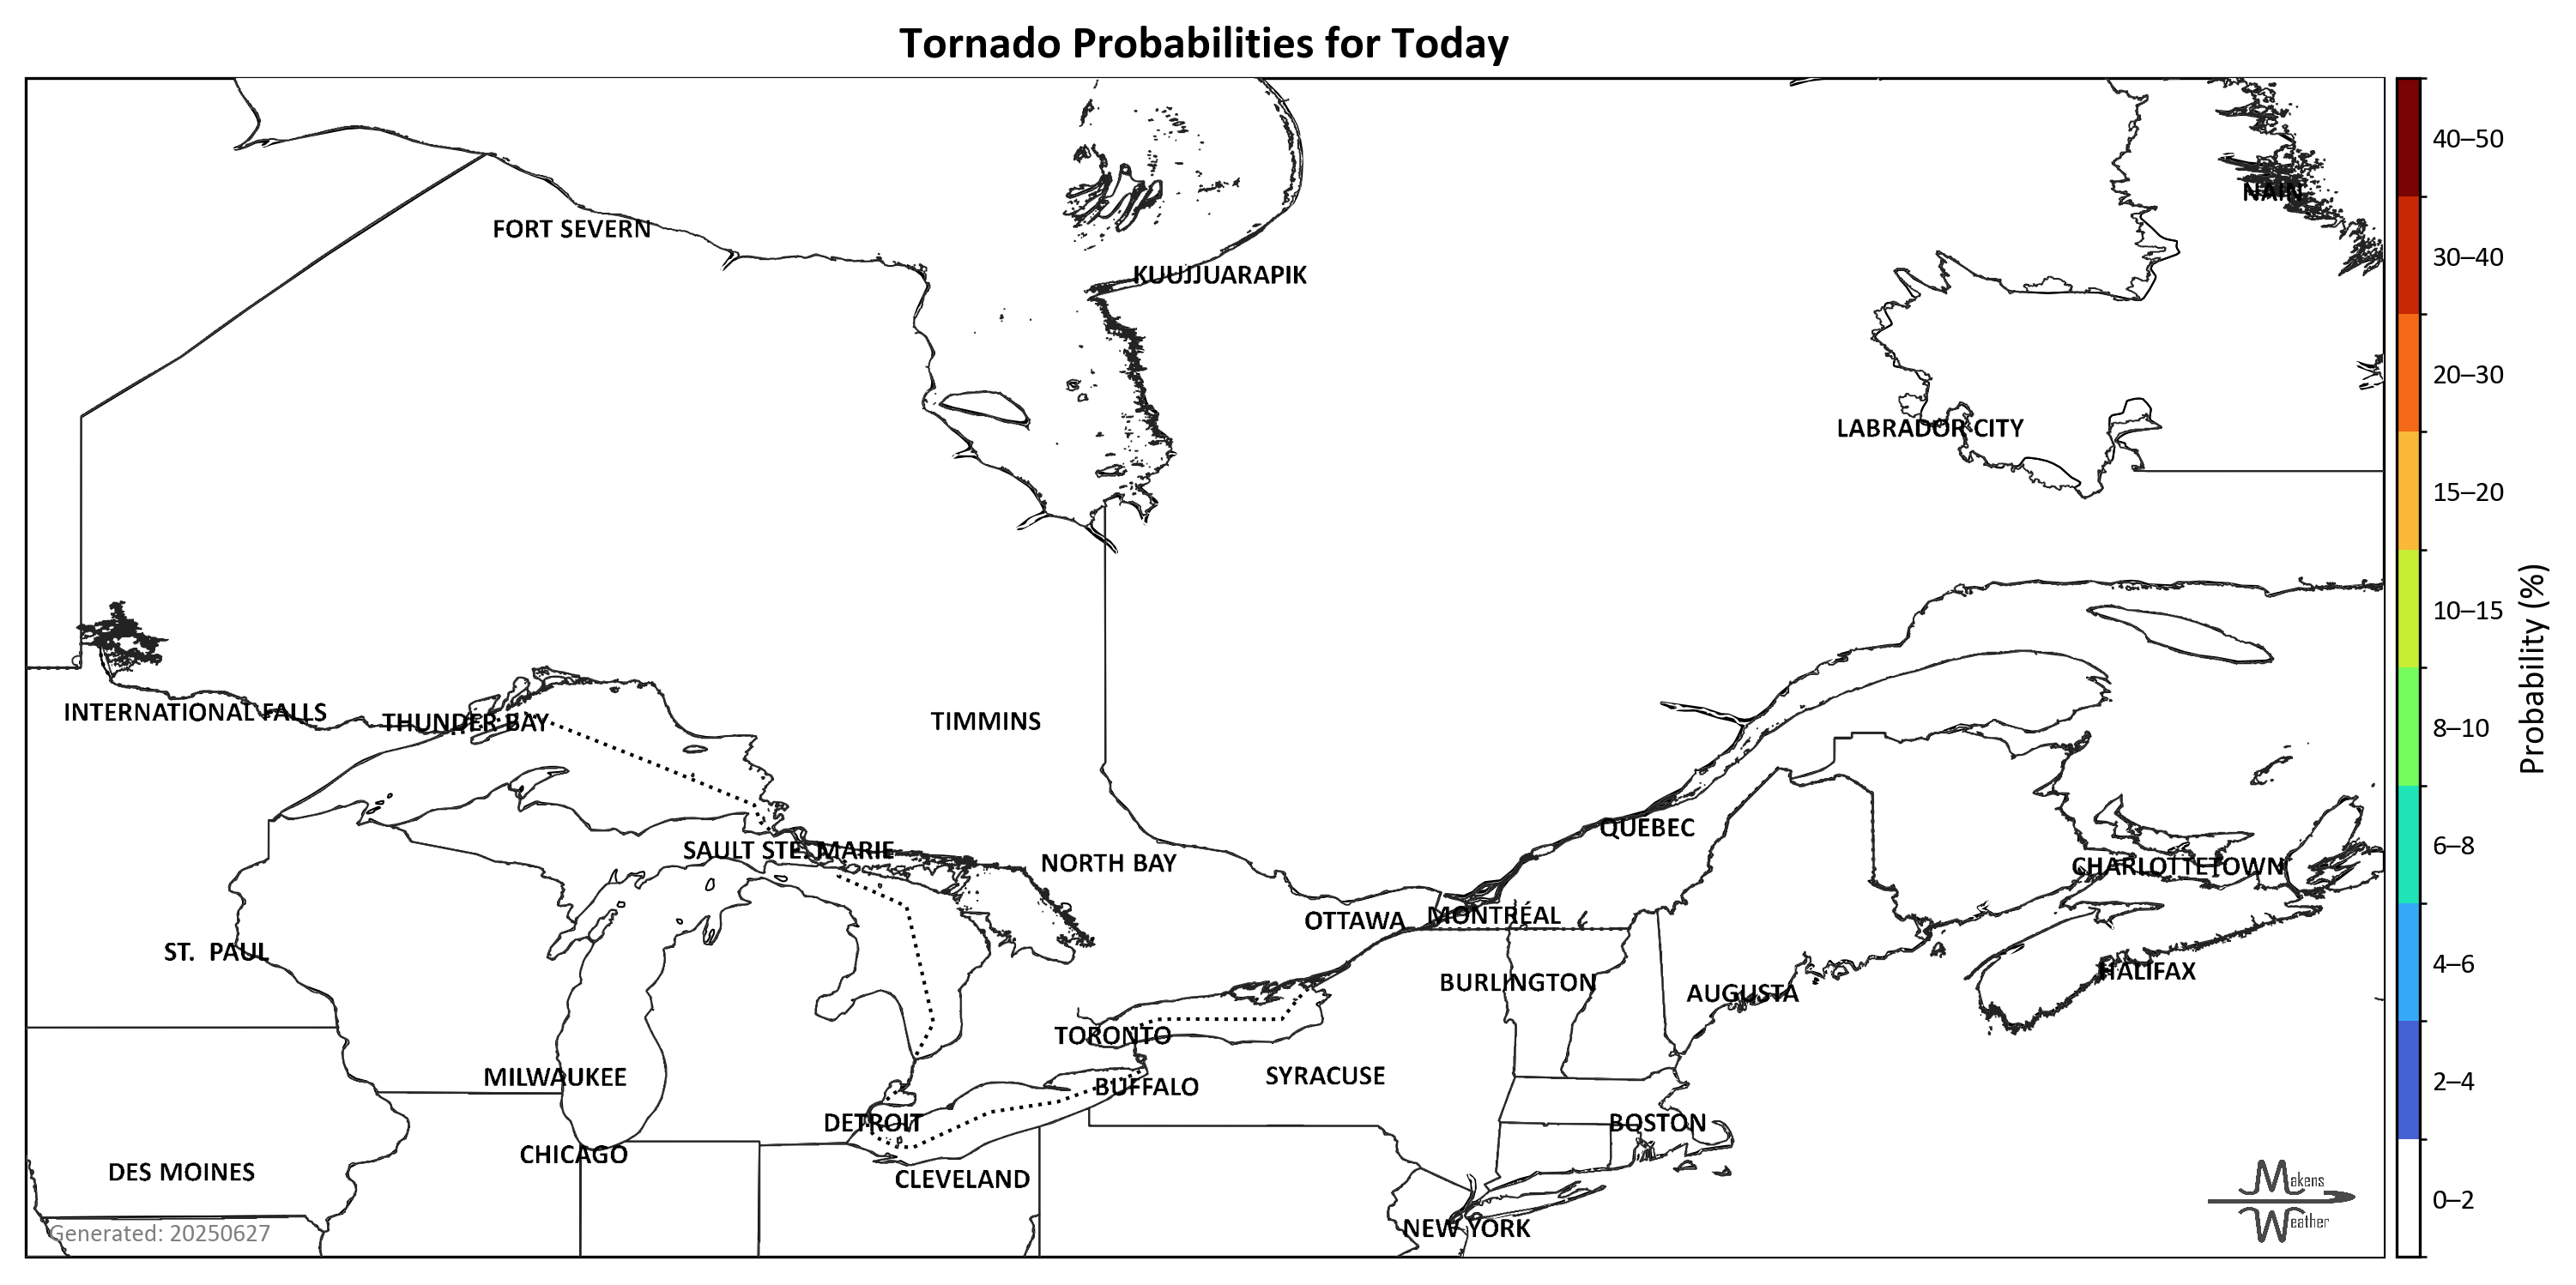 Tornado Probabilities for Today
NAIN
FORT SEVERN
KUUJJUARAPIK
LABRADOR CITY
INTERNATIONAL FALLS
THUNDER BAY
TIMMINS
QUÉBEC
SAULT STE. MARIE
NORTH BAY
CHARLOTTETOWN
OTTAWA
MONTRÉAL
ST. PAUL
HALIFAX
BURLINGTON
AUGUSTA
TORONTO
MILWAUKEE
BUFFALO
SYRACUSE
DETROIT
BOSTON
CHICAGO
DES MOINES
CLEVELAND
NEW YORK
Generated: 20250627
Makens
Weather
40–50
30–40
20–30
15–20
10–15
8–10
6–8
4–6
2–4
0–2
Probability (%)